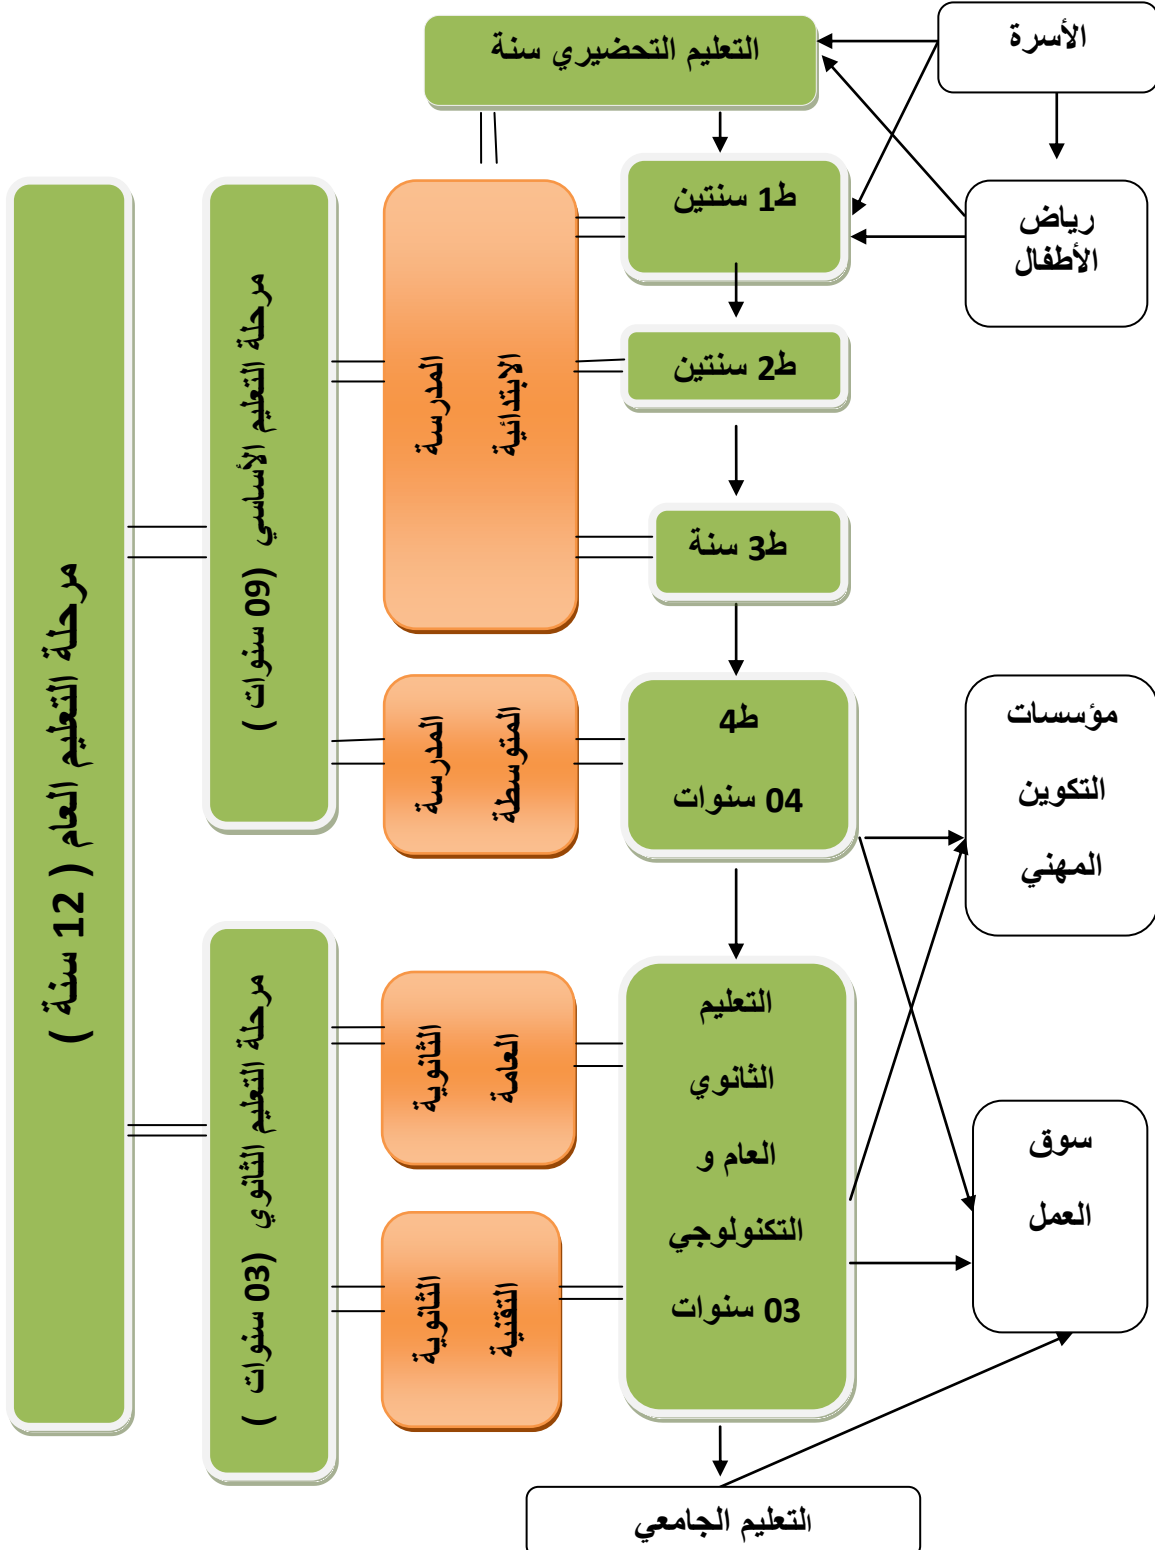 الأسرة
التعليم التحضيري سنة
رياض
الأطفال
ط1 سنتين
ط2 سنتين
ط3 سنة
ط4
04 سنوات
المدرسة
الابتدائية
المدرسة
المتوسطة
مرحلة التعليم الأساسي (09 سنوات )
مرحلة التعليم العام ( 12 سنة )
مؤسسات
التكوين
المهني
التعليم
الثانوي
العام و
التكنولوجي
03 سنوات
الثانوية
العامة
الثانوية
التقنية
مرحلة التعليم الثانوي (03 سنوات )
سوق
العمل
التعليم الجامعي